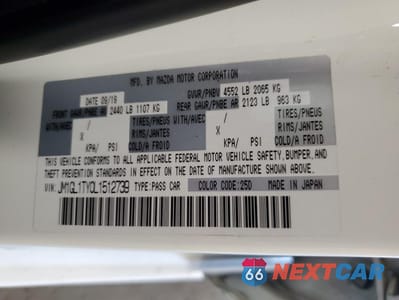 MFD. BY MAZDA MOTOR CORPORATION
DATE 09/19 GVWR/PNBV 4552 LB 2065 KG
FRONT GAWR/PNBE AR 2440 LB 1107 KG REAR GAWR/PNBE AR 2123 LB 963 KG
WITH/AVEC / TIRES/PNEUS WITH/AVEC / TIRES/PNEUS
X RIMS/JANTES X RIMS/JANTES
KPA/ PSI COLD/A FROID KPA/ PSI COLD/A FROID
THIS VEHICLE CONFORMS TO ALL APPLICABLE FEDERAL MOTOR VEHICLE SAFETY, BUMPER, AND
THEFT PREVENTION STANDARDS IN EFFECT ON THE DATE OF MANUFACTURE SHOWN ABOVE.
VIN: JM1GL1TY0L1512739 TYPE: PASS CAR COLOR CODE: 25D MADE IN JAPAN
66 NEXTCAR